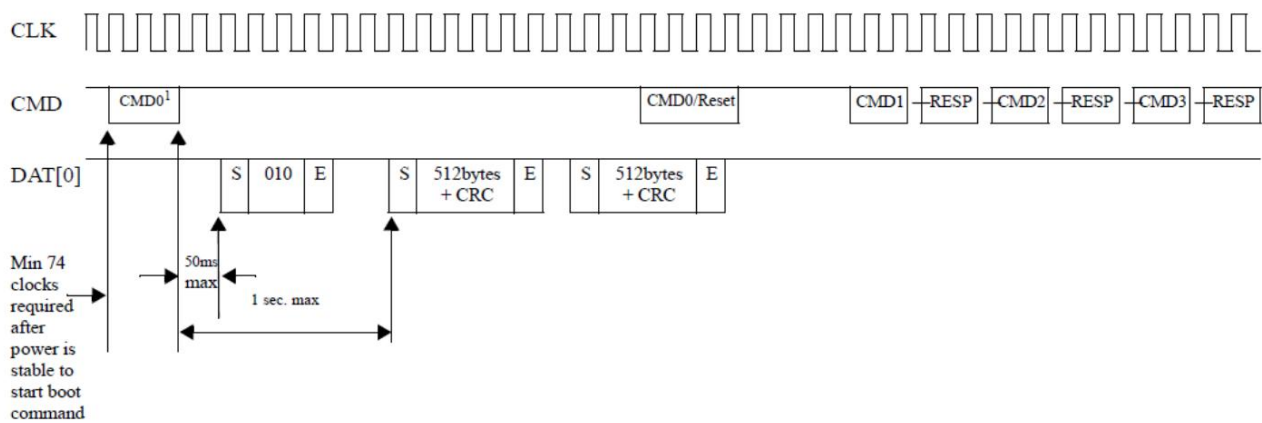 CLK
CMD
CMD0¹
CMD0/Reset
CMD1
RESP
CMD2
RESP
CMD3
RESP
DAT[0]
S
010
E
S
512bytes
+ CRC
E
S
512bytes
+ CRC
E
Min 74
clocks
required
after
power is
stable to
start boot
command
50ms
max
1 sec. max